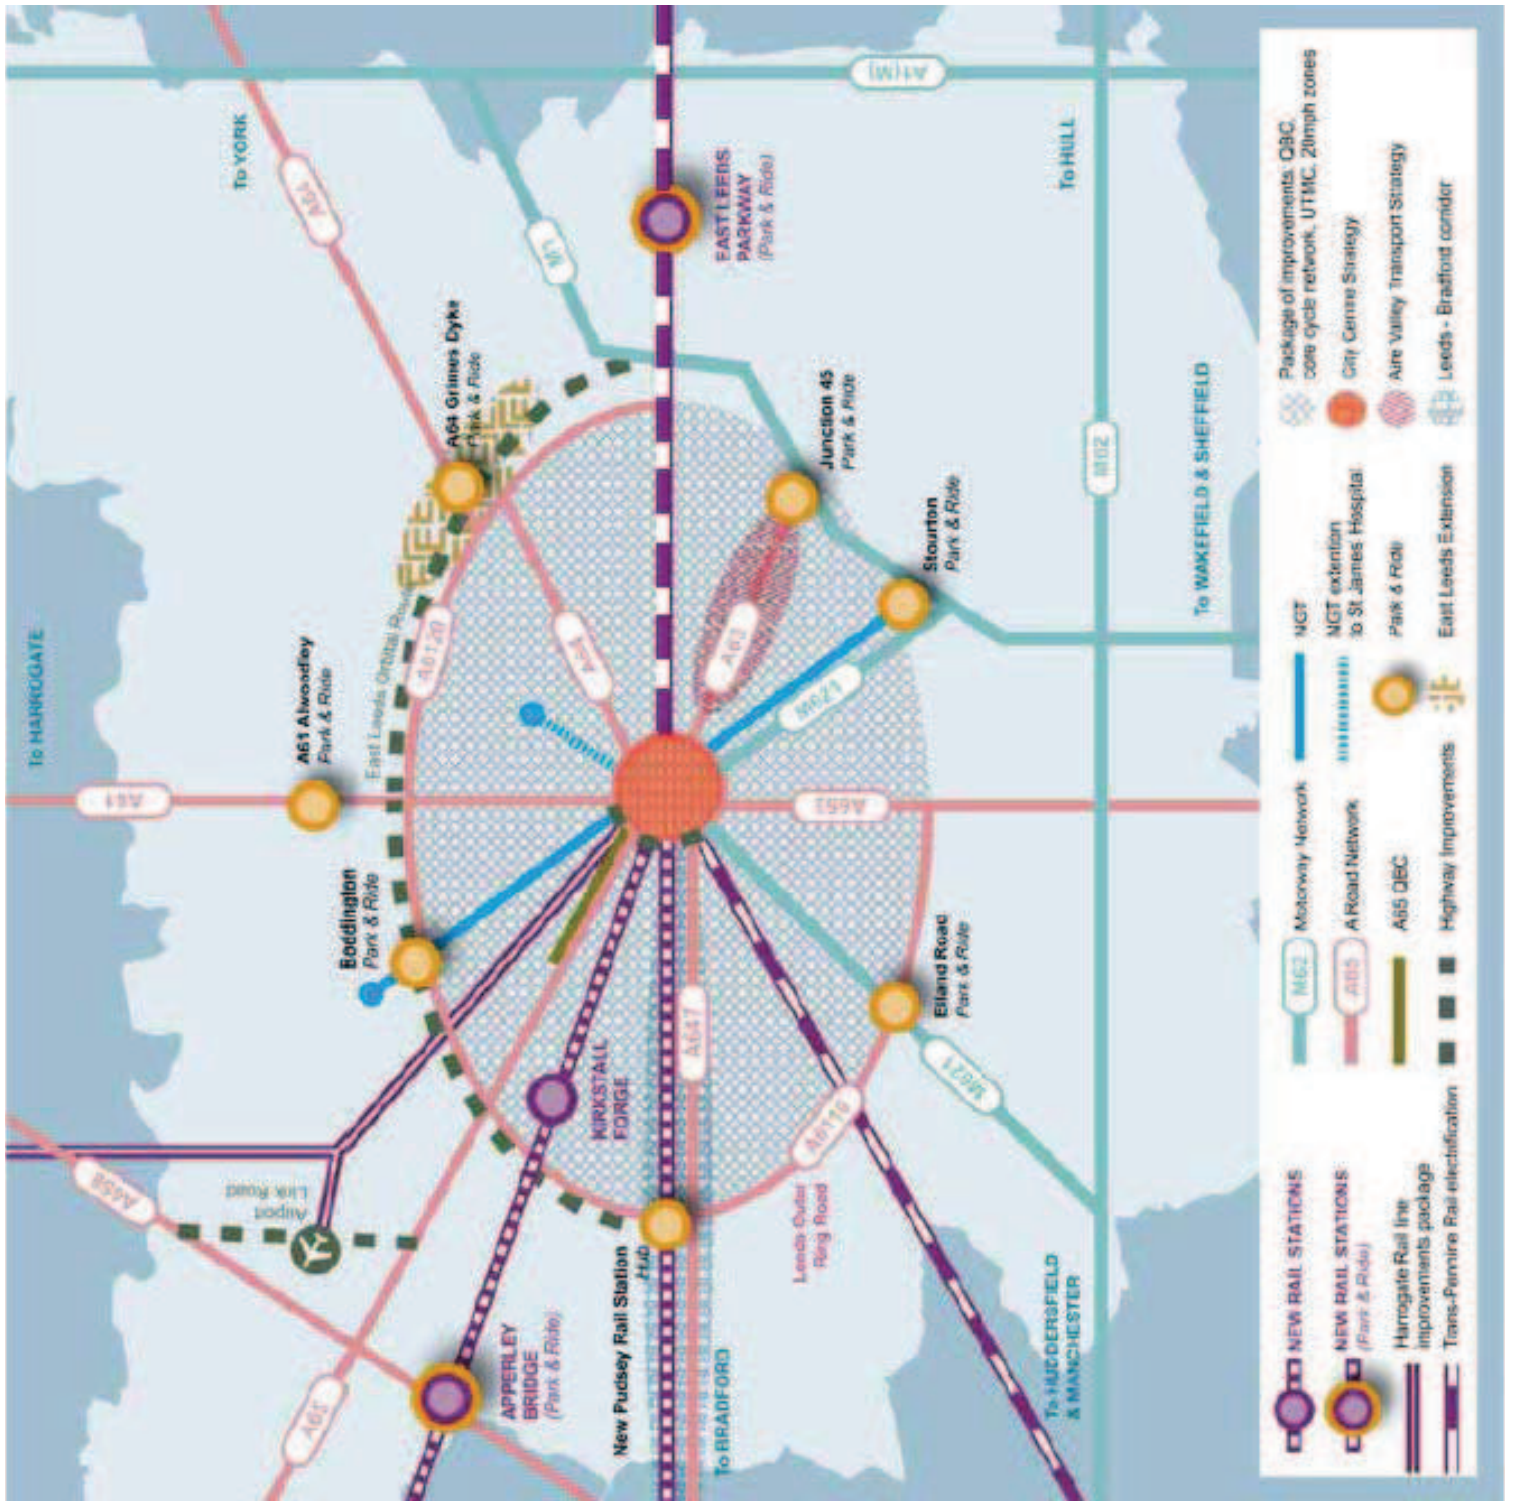 To HARROGATE
To YORK
A61
A64
A1(M)
M1
A61 Alwoodley
Park & Ride
A64 Grimes Dyke
Park & Ride
East Leeds Orbital Road
A6120
Boddington
Park & Ride
A64
EAST LEEDS
PARKWAY
(Park & Ride)
A658
Airport
Link Road
A65
APPERLEY
BRIDGE
(Park & Ride)
KIRKSTALL
FORGE
New Pudsey Rail Station
Hub
A647
To BRADFORD
A63
M621
A653
Junction 45
Park & Ride
Stourton
Park & Ride
Elland Road
Park & Ride
A6110
Leeds Outer
Ring Road
M621
M62
To HULL
To HUDDERSFIELD
& MANCHESTER
To WAKEFIELD & SHEFFIELD
NEW RAIL STATIONS
NEW RAIL STATIONS
(Park & Ride)
Harrogate Rail line
improvements package
Trans-Pennine Rail electrification
M62
Motorway Network
A65
A Road Network
A65 QBC
Highway Improvements
NGT
NGT extention
to St James Hospital
Park & Ride
East Leeds Extension
Package of improvements: QBC,
core cycle network, UTMC, 20mph zones
City Centre Strategy
Aire Valley Transport Strategy
Leeds - Bradford corridor